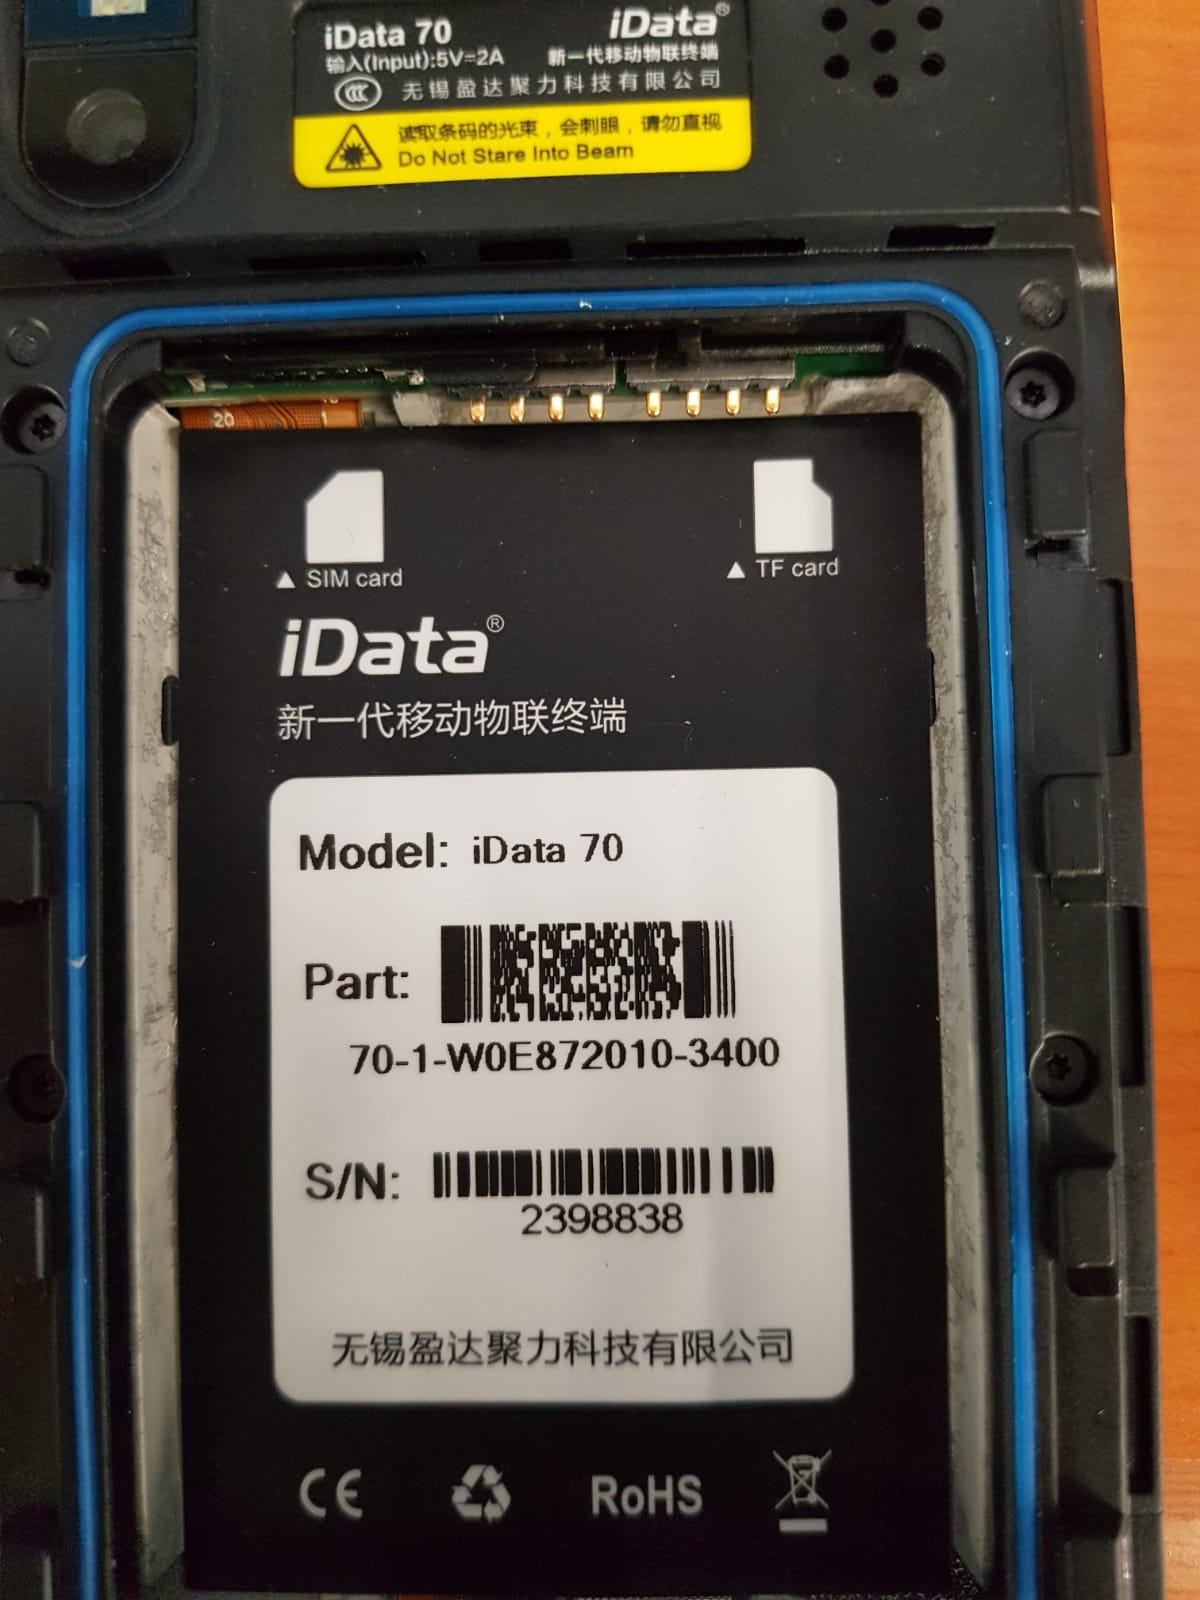 iData 70
iData®
输入(Input):5V⎓2A
新一代移动物联终端
无锡盈达聚力科技有限公司
读取条码的光束，会刺眼，请勿直视
Do Not Stare Into Beam
20
1
▲ SIM card
▲ TF card
iData®
新一代移动物联终端
Model: iData 70
Part:
70-1-W0E872010-3400
S/N:
2398838
无锡盈达聚力科技有限公司
CE
RoHS